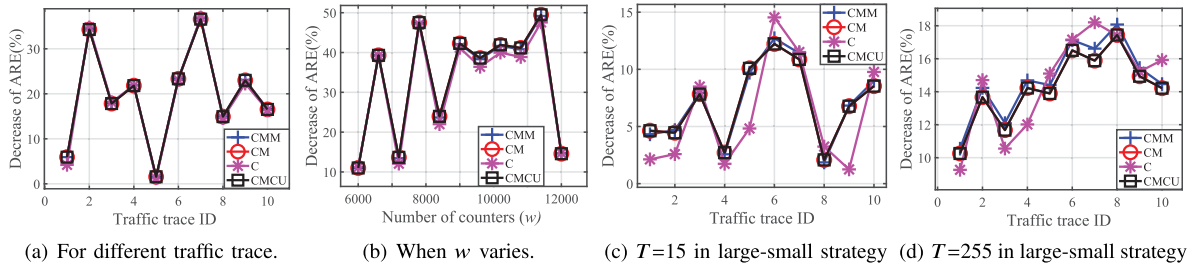 Decrease of ARE(%)
30
20
10
0
0 2 4 6 8 10
Traffic trace ID
CMM
CM
C
CMCU
(a) For different traffic trace.
Decrease of ARE(%)
50
40
30
20
10
6000 8000 10000 12000
Number of counters (w)
CMM
CM
C
CMCU
(b) When w varies.
Decrease of ARE(%)
15
10
5
0
2 4 6 8 10
Traffic trace ID
CMM
CM
C
CMCU
(c) T=15 in large-small strategy
Decrease of ARE(%)
18
16
14
12
10
0 2 4 6 8 10
Traffic trace ID
CMM
CM
C
CMCU
(d) T=255 in large-small strategy